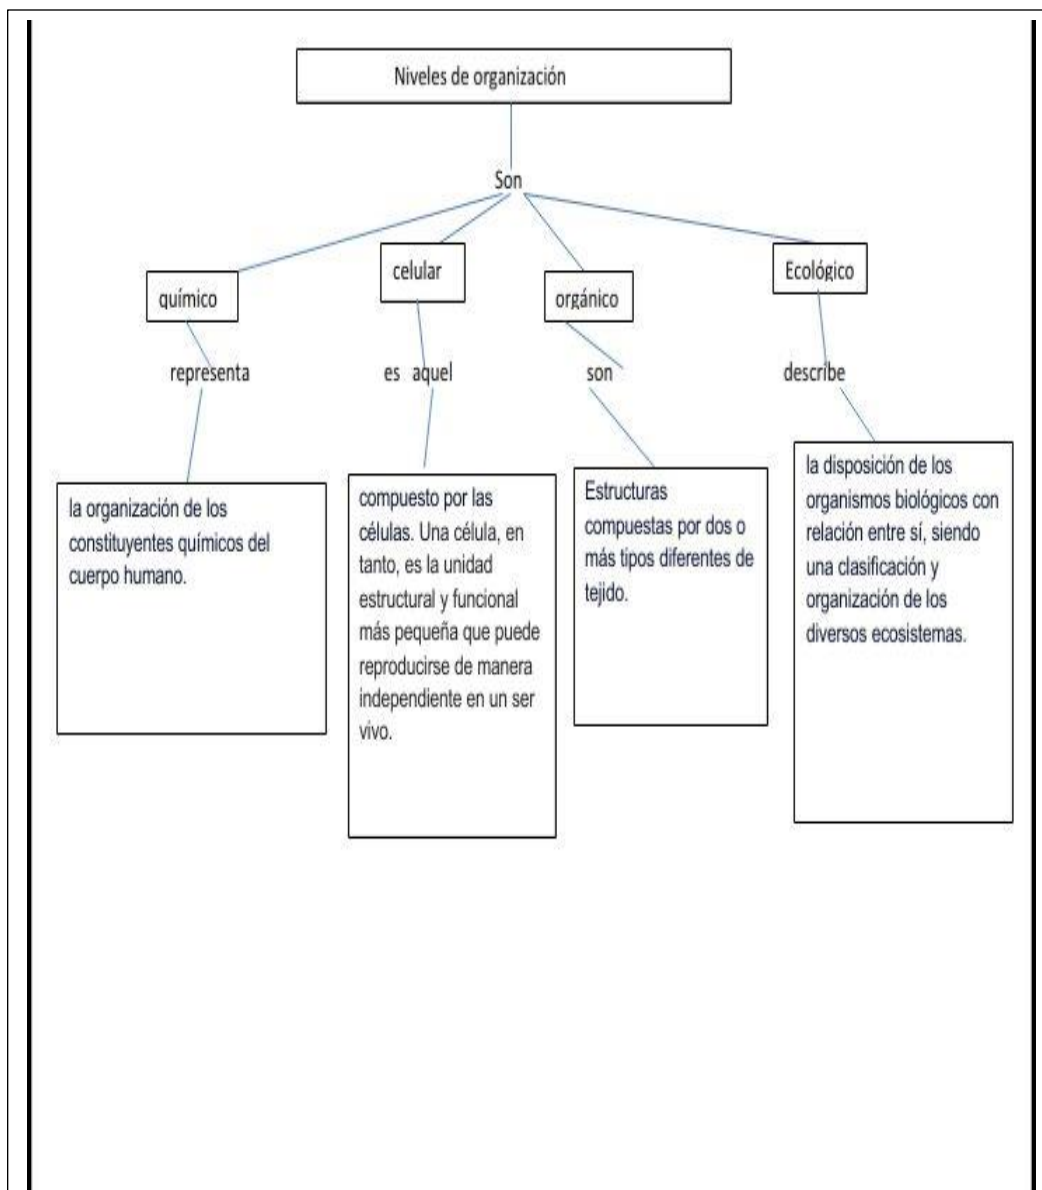 Niveles de organización
Son
químico
celular
orgánico
Ecológico
representa
es aquel
son
describe
la organización de los
constituyentes químicos del
cuerpo humano.
compuesto por las
células. Una célula, en
tanto, es la unidad
estructural y funcional
más pequeña que puede
reproducirse de manera
independiente en un ser
vivo.
Estructuras
compuestas por dos o
más tipos diferentes de
tejido.
la disposición de los
organismos biológicos con
relación entre sí, siendo
una clasificación y
organización de los
diversos ecosistemas.